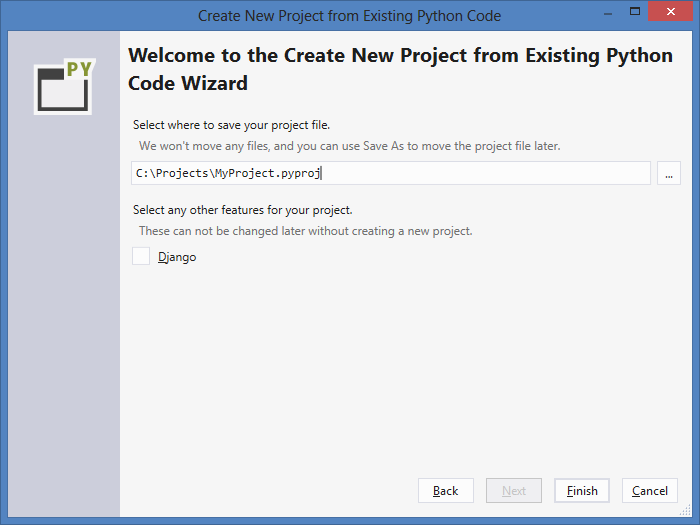 Create New Project from Existing Python Code
PY
Welcome to the Create New Project from Existing Python
Code Wizard
Select where to save your project file.
We won't move any files, and you can use Save As to move the project file later.
C:\Projects\MyProject.pyproj
...
Select any other features for your project.
These can not be changed later without creating a new project.
Django
Back Next Finish Cancel